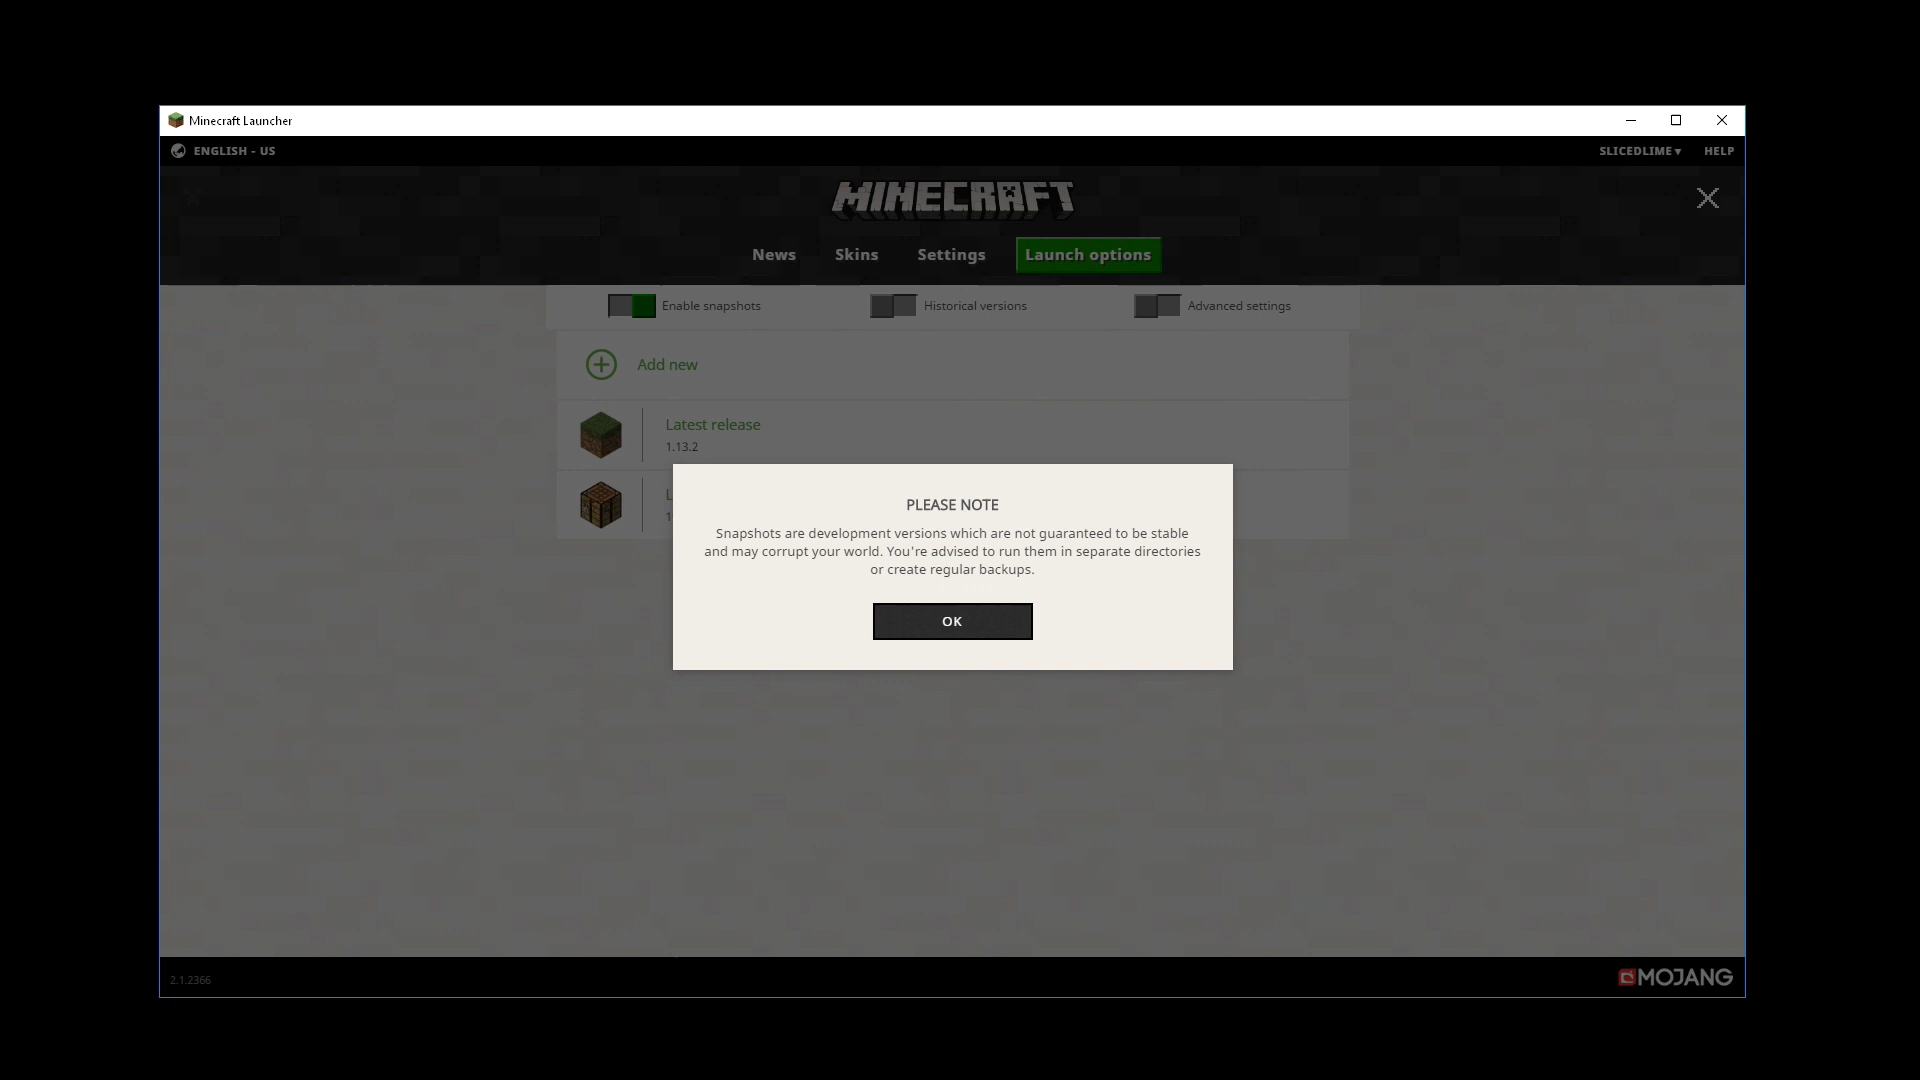 Minecraft Launcher
ENGLISH - US
SLICEDLIME ▾ HELP
MINECRAFT
News Skins Settings Launch options
Enable snapshots Historical versions Advanced settings
Add new
Latest release
1.13.2
PLEASE NOTE
Snapshots are development versions which are not guaranteed to be stable
and may corrupt your world. You're advised to run them in separate directories
or create regular backups.
OK
2.1.2366
MOJANG